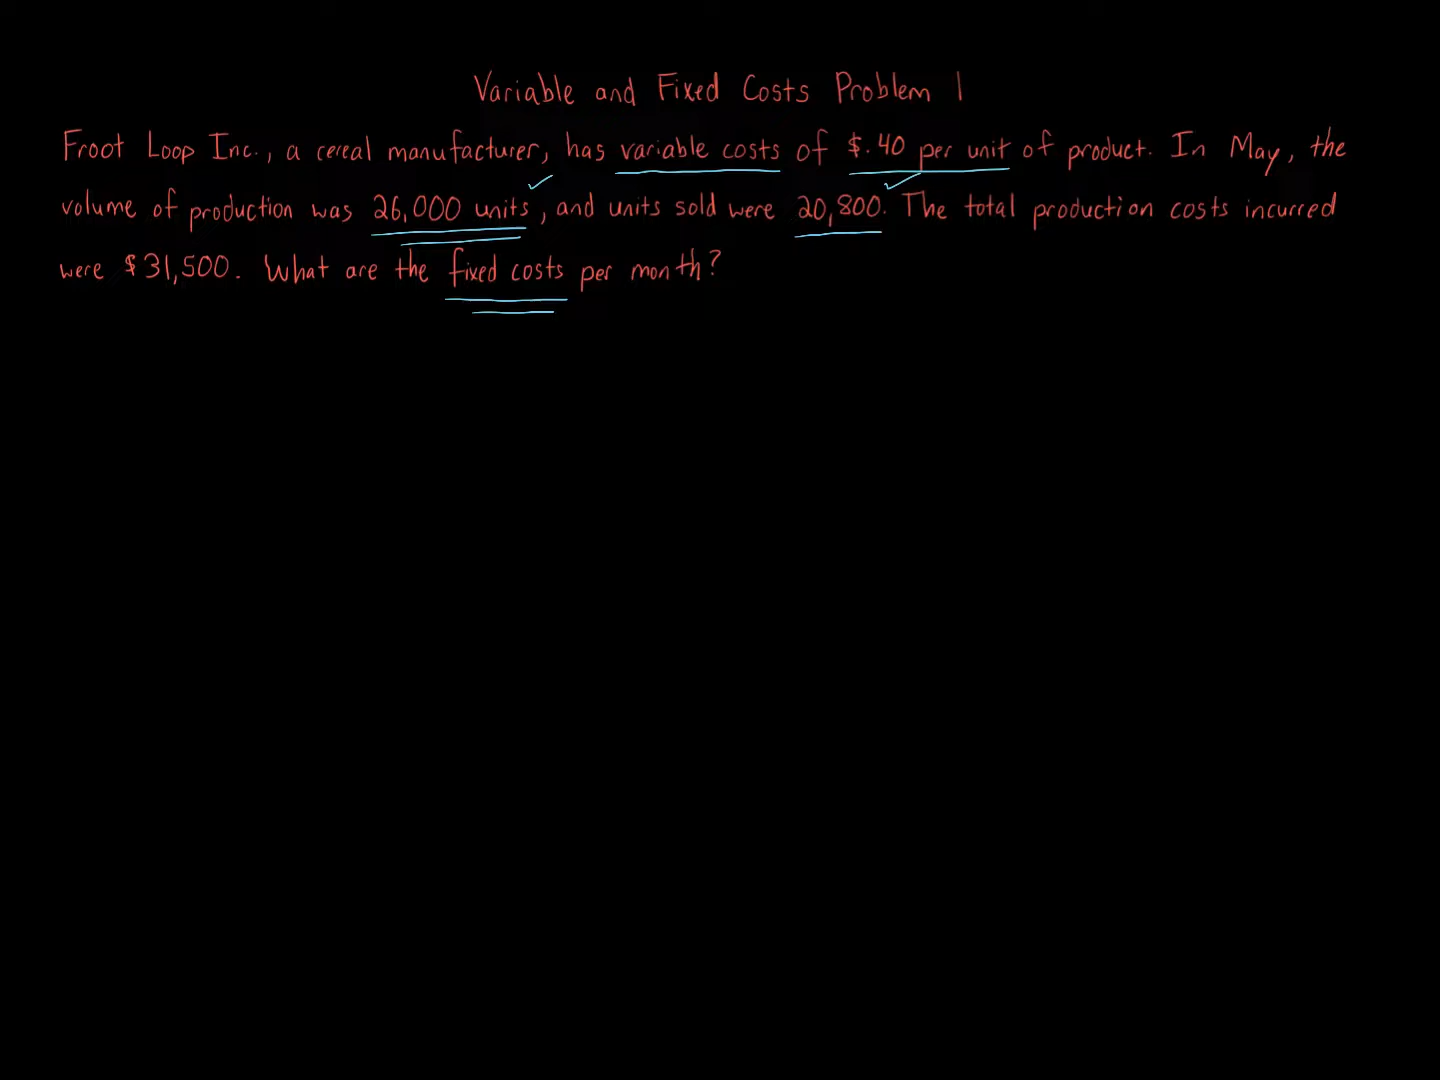 Variable and Fixed Costs Problem 1
Froot Loop Inc., a cereal manufacturer, has variable costs of $.40 per unit of product. In May, the
volume of production was 26,000 units, and units sold were 20,800. The total production costs incurred
were $31,500. What are the fixed costs per month?